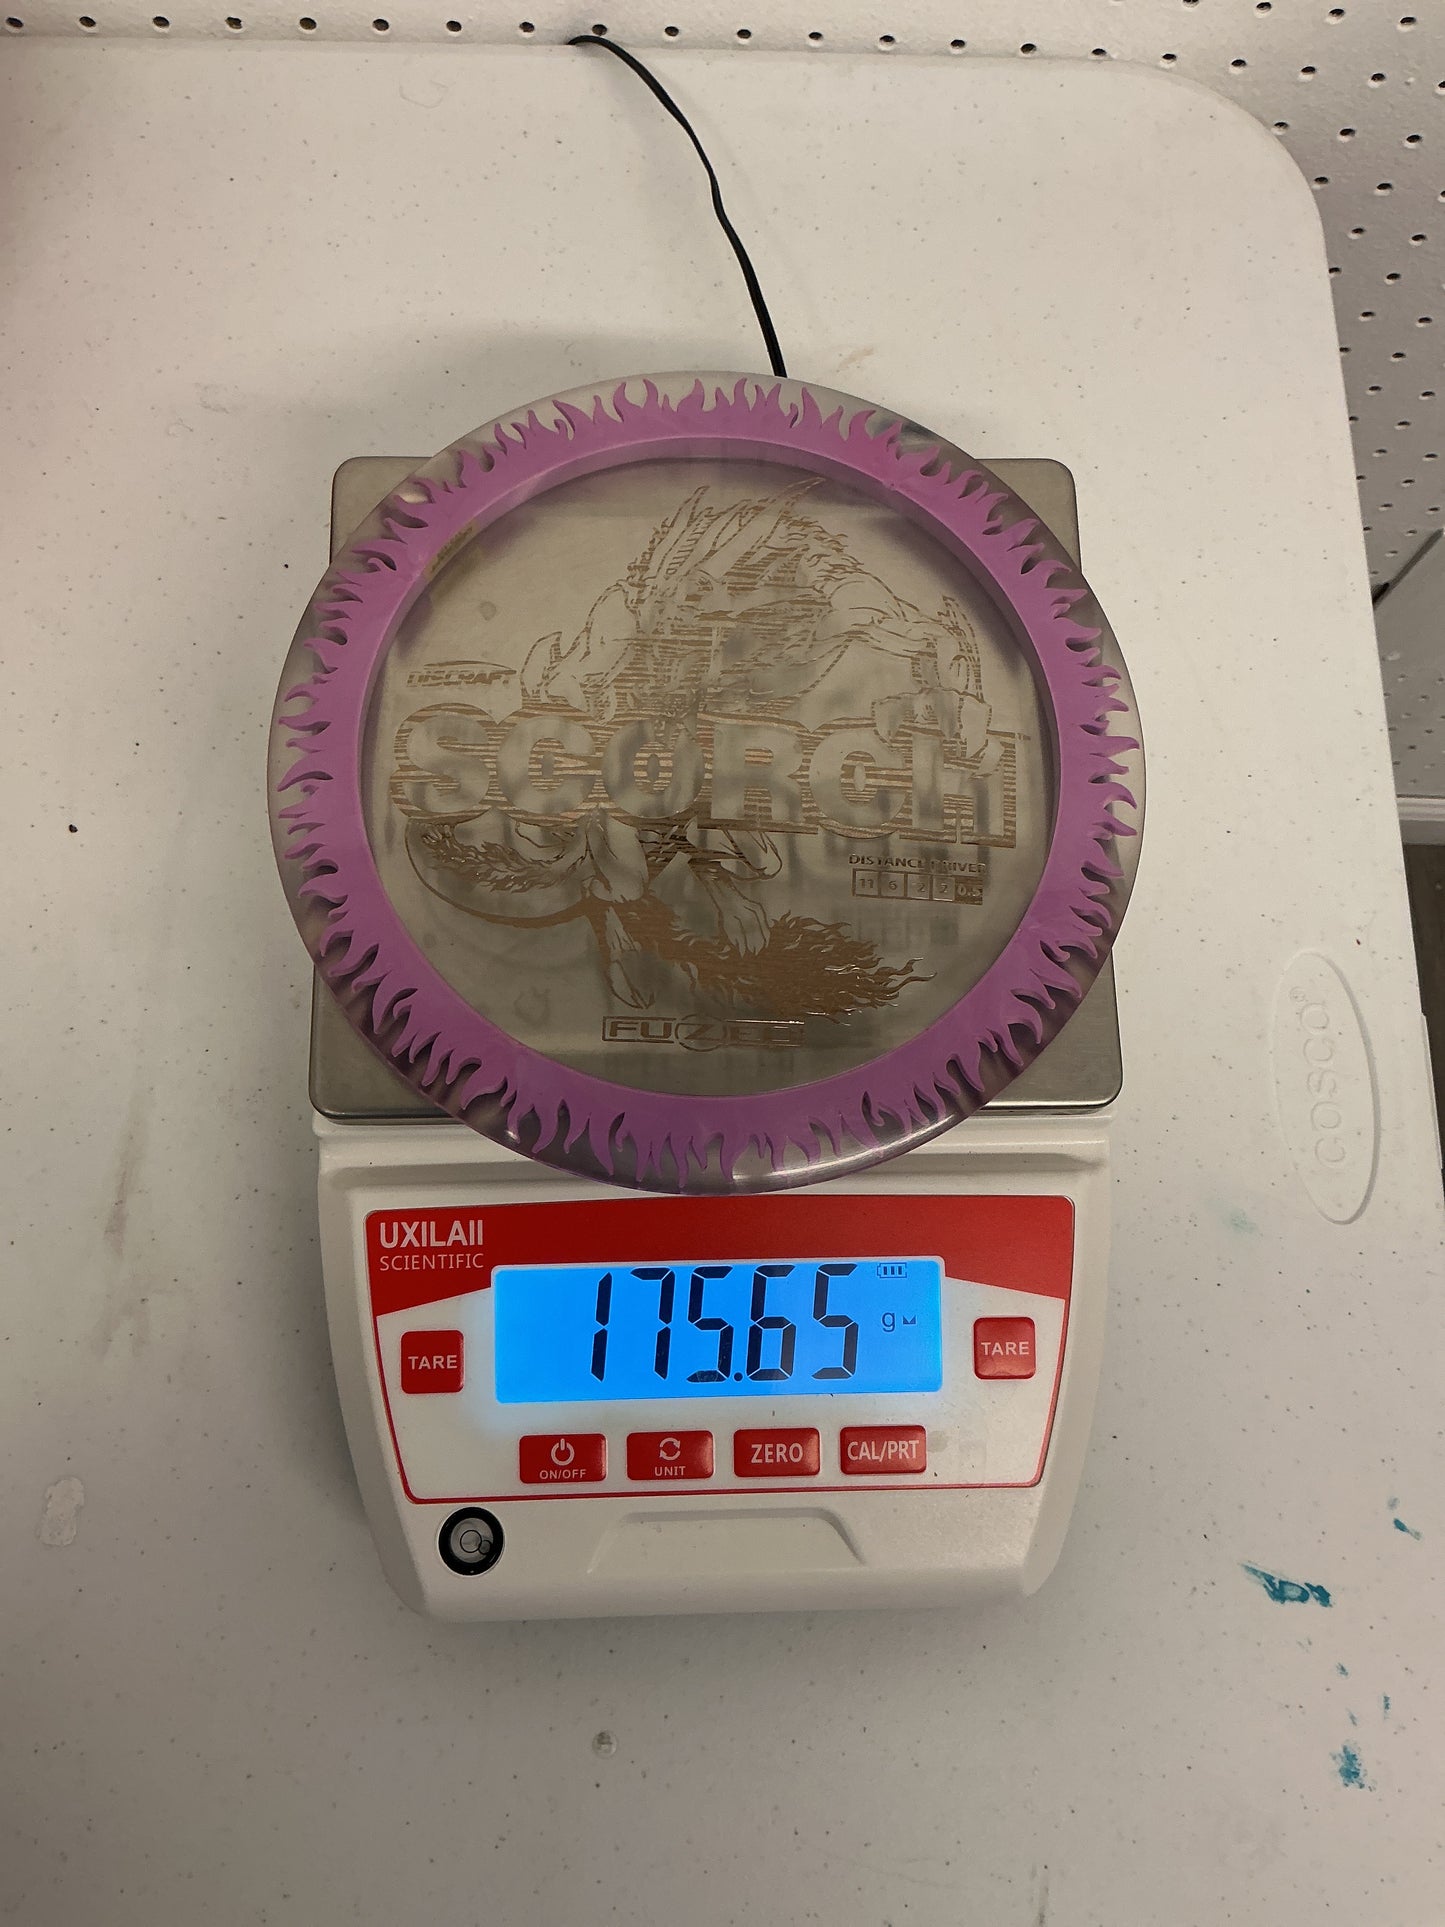 DISCRAFT
SCORCH™
DISTANCE DRIVER
11 6 -2 2 0.5
FUZED
UXILAII
SCIENTIFIC
175.65 g
TARE
TARE
ON/OFF
UNIT
ZERO
CAL/PRT
COSCO®